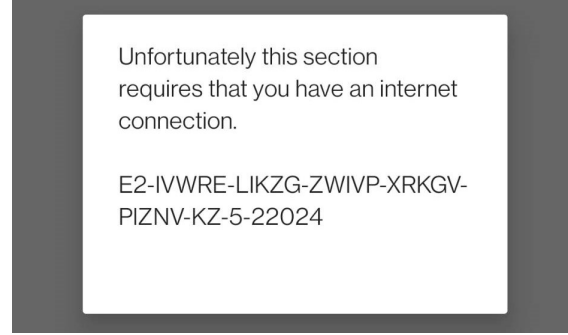 Unfortunately this section
requires that you have an internet
connection.
E2-IVWRE-LIKZG-ZWIVP-XRKGV-
PIZNV-KZ-5-22024